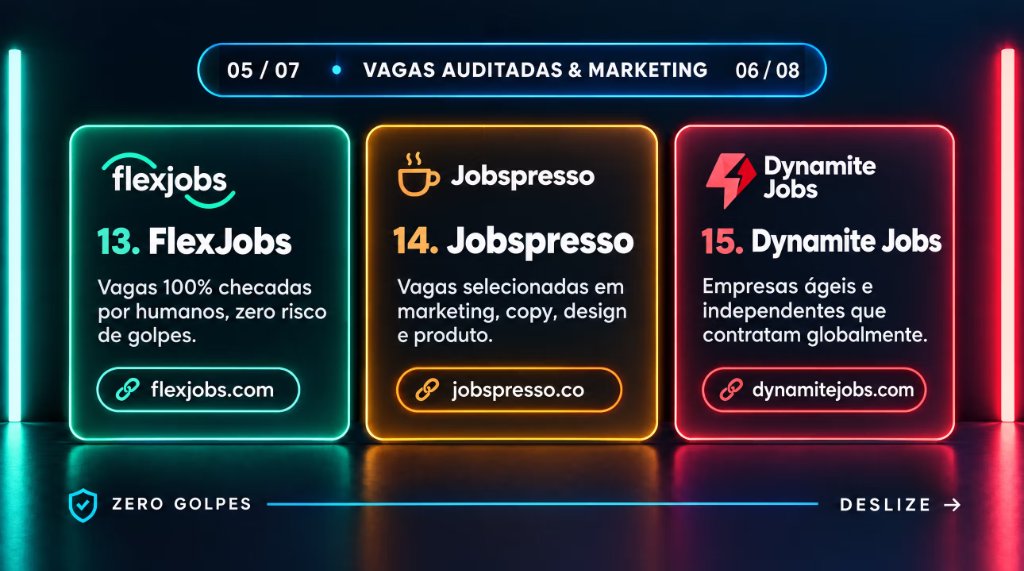 05 / 07 • VAGAS AUDITADAS & MARKETING 06 / 08
flexjobs
13. FlexJobs
Vagas 100% checadas
por humanos, zero risco
de golpes.
flexjobs.com
Jobspresso
14. Jobspresso
Vagas selecionadas em
marketing, copy, design
e produto.
jobspresso.co
Dynamite
Jobs
15. Dynamite Jobs
Empresas ágeis e
independentes que
contratam globalmente.
dynamitejobs.com
ZERO GOLPES
DESLIZE →